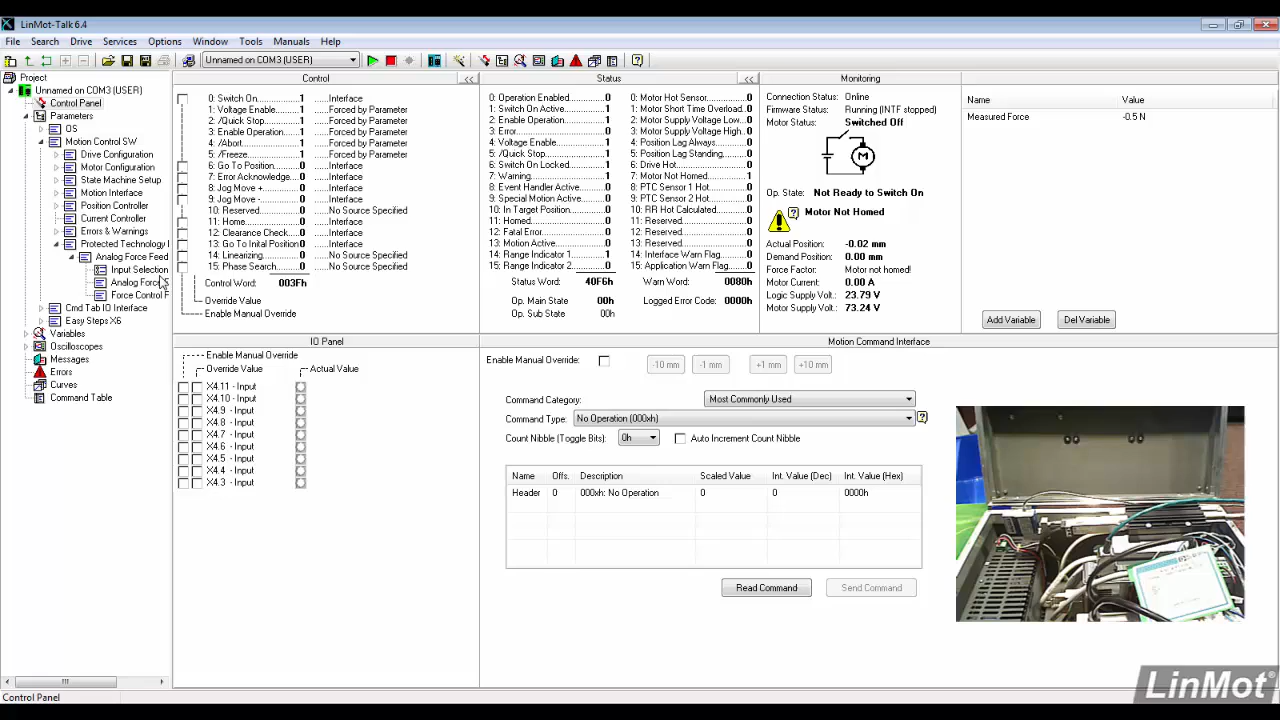 LinMot-Talk 6.4
File Search Drive Services Options Window Tools Manuals Help
Unnamed on COM3 (USER)
Project
Unnamed on COM3 (USER)
Control Panel
Parameters
OS
Motion Control SW
Drive Configuration
Motor Configuration
State Machine Setup
Motion Interface
Position Controller
Current Controller
Errors & Warnings
Protected Technology
Analog Force Feed
Input Selection
Analog Force
Force Control F
Cmd Tab IO Interface
Easy Steps X6
Variables
Oscilloscopes
Messages
Errors
Curves
Command Table
Control <<
0: Switch On 1 Interface
1: Voltage Enable 1 Forced by Parameter
2: /Quick Stop 1 Forced by Parameter
3: Enable Operation 1 Forced by Parameter
4: /Abort 1 Forced by Parameter
5: /Freeze 1 Forced by Parameter
6: Go To Position 0 Interface
7: Error Acknowledge 0 Interface
8: Jog Move + 0 Interface
9: Jog Move - 0 Interface
10: Reserved 0 No Source Specified
11: Home 0 Interface
12: Clearance Check 0 Interface
13: Go To Inital Position 0 Interface
14: Linearizing 0 No Source Specified
15: Phase Search 0 No Source Specified
Control Word: 003Fh
Override Value
Enable Manual Override
Status <<
0: Operation Enabled 0
1: Switch On Active 1
2: Enable Operation 1
3: Error 0
4: Voltage Enable 1
5: /Quick Stop 1
6: Switch On Locked 1
7: Warning 1
8: Event Handler Active 0
9: Special Motion Active 0
10: In Target Position 0
11: Homed 0
12: Fatal Error 0
13: Motion Active 0
14: Range Indicator 1 1
15: Range Indicator 2 0
Status Word: 40F6h
Op. Main State 00h
Op. Sub State 00h
0: Motor Hot Sensor 0
1: Motor Short Time Overload 0
2: Motor Supply Voltage Low 0
3: Motor Supply Voltage High 0
4: Position Lag Always 0
5: Position Lag Standing 0
6: Drive Hot 0
7: Motor Not Homed 1
8: PTC Sensor 1 Hot 0
9: PTC Sensor 2 Hot 0
10: RR Hot Calculated 0
11: Reserved 0
12: Reserved 0
13: Reserved 0
14: Interface Warn Flag 0
15: Application Warn Flag 0
Warn Word: 0080h
Logged Error Code: 0000h
Monitoring
Connection Status: Online
Firmware Status: Running (INTF stopped)
Motor Status: Switched Off
M
Op. State: Not Ready to Switch On
Motor Not Homed
Actual Position: -0.02 mm
Demand Position: 0.00 mm
Force Factor: Motor not homed!
Motor Current: 0.00 A
Logic Supply Volt: 23.79 V
Motor Supply Volt: 73.24 V
Name Value
Measured Force -0.5 N
Add Variable Del Variable
IO Panel
Enable Manual Override
Override Value Actual Value
X4.11 - Input
X4.10 - Input
X4.9 - Input
X4.8 - Input
X4.7 - Input
X4.6 - Input
X4.5 - Input
X4.4 - Input
X4.3 - Input
Motion Command Interface
Enable Manual Override: -10 mm -1 mm +1 mm +10 mm
Command Category: Most Commonly Used
Command Type: No Operation (000xh)
Count Nibble (Toggle Bits): 0h Auto Increment Count Nibble
Name Offs. Description Scaled Value Int. Value (Dec) Int. Value (Hex)
Header 0 000xh: No Operation 0 0 0000h
Read Command Send Command
LinMot
Control Panel